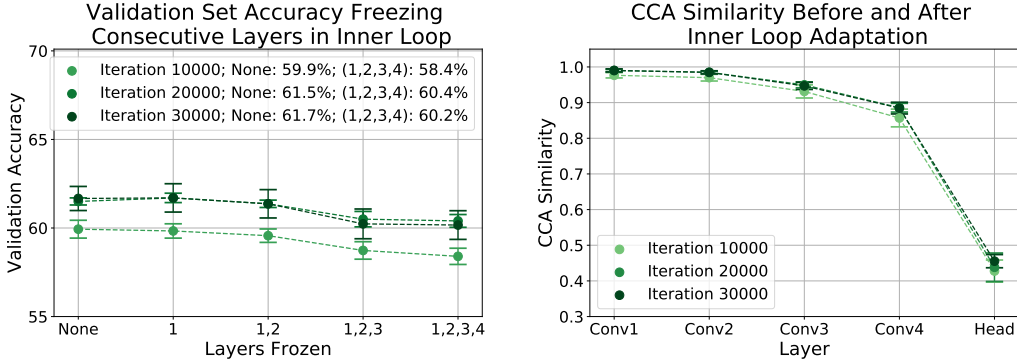 Validation Set Accuracy Freezing
Consecutive Layers in Inner Loop
70
65
60
55
Validation Accuracy
Iteration 10000; None: 59.9%; (1,2,3,4): 58.4%
Iteration 20000; None: 61.5%; (1,2,3,4): 60.4%
Iteration 30000; None: 61.7%; (1,2,3,4): 60.2%
None 1 1,2 1,2,3 1,2,3,4
Layers Frozen
CCA Similarity Before and After
Inner Loop Adaptation
1.0
0.9
0.8
0.7
0.6
0.5
0.4
0.3
CCA Similarity
Iteration 10000
Iteration 20000
Iteration 30000
Conv1 Conv2 Conv3 Conv4 Head
Layer